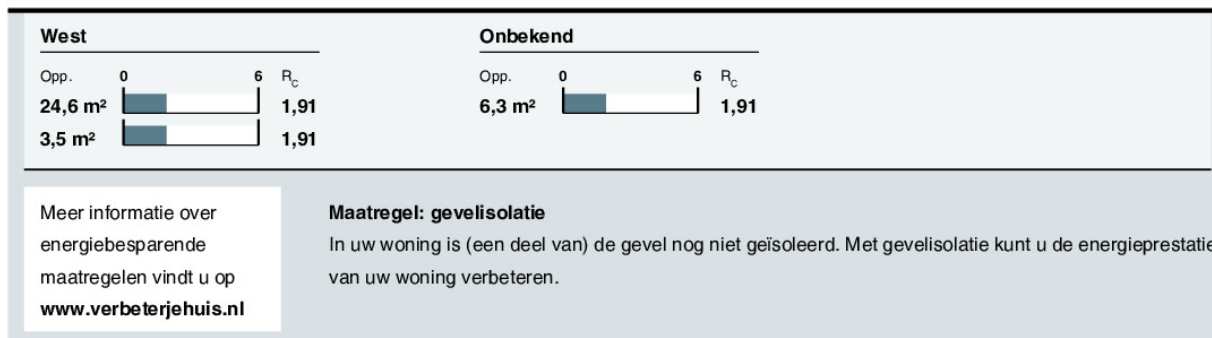 West
Opp. 0 6 RC
24,6 m² 1,91
3,5 m² 1,91
Onbekend
Opp. 0 6 RC
6,3 m² 1,91
Meer informatie over
energiebesparende
maatregelen vindt u op
www.verbeterjehuis.nl
Maatregel: gevelisolatie
In uw woning is (een deel van) de gevel nog niet geïsoleerd. Met gevelisolatie kunt u de energieprestatie
van uw woning verbeteren.